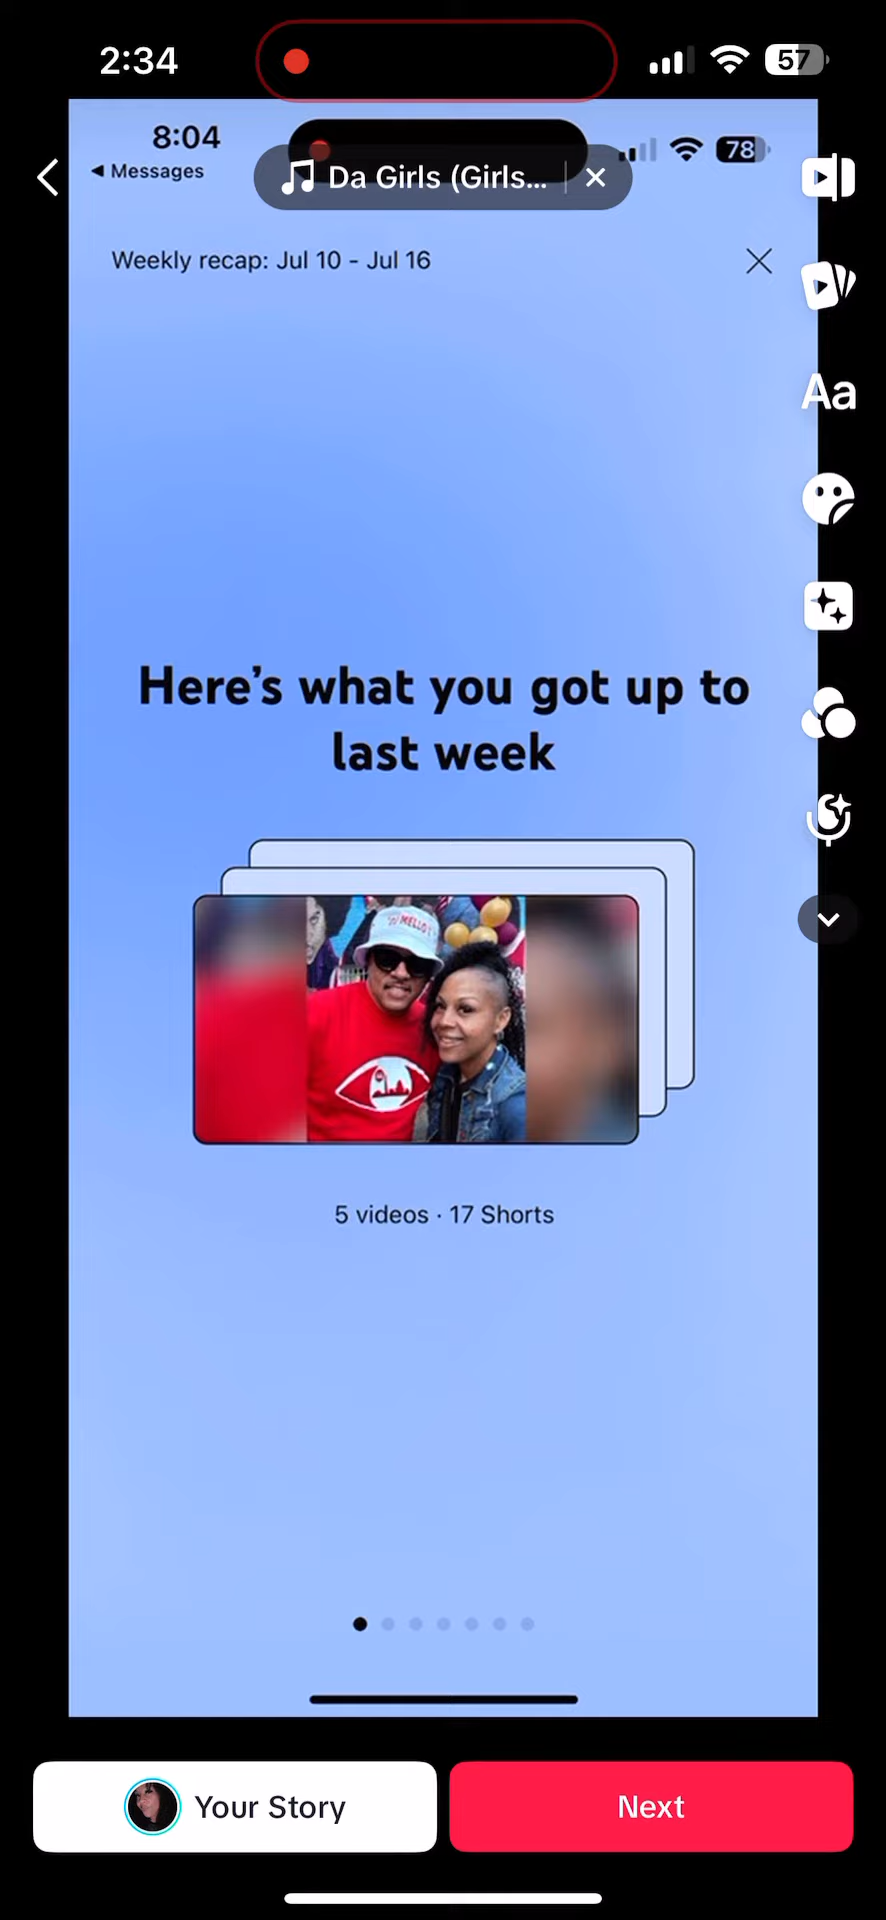 2:34
57
8:04
78
Messages
Da Girls (Girls...
Weekly recap: Jul 10 - Jul 16
Aa
Here's what you got up to
last week
MELLO
5 videos · 17 Shorts
Your Story
Next